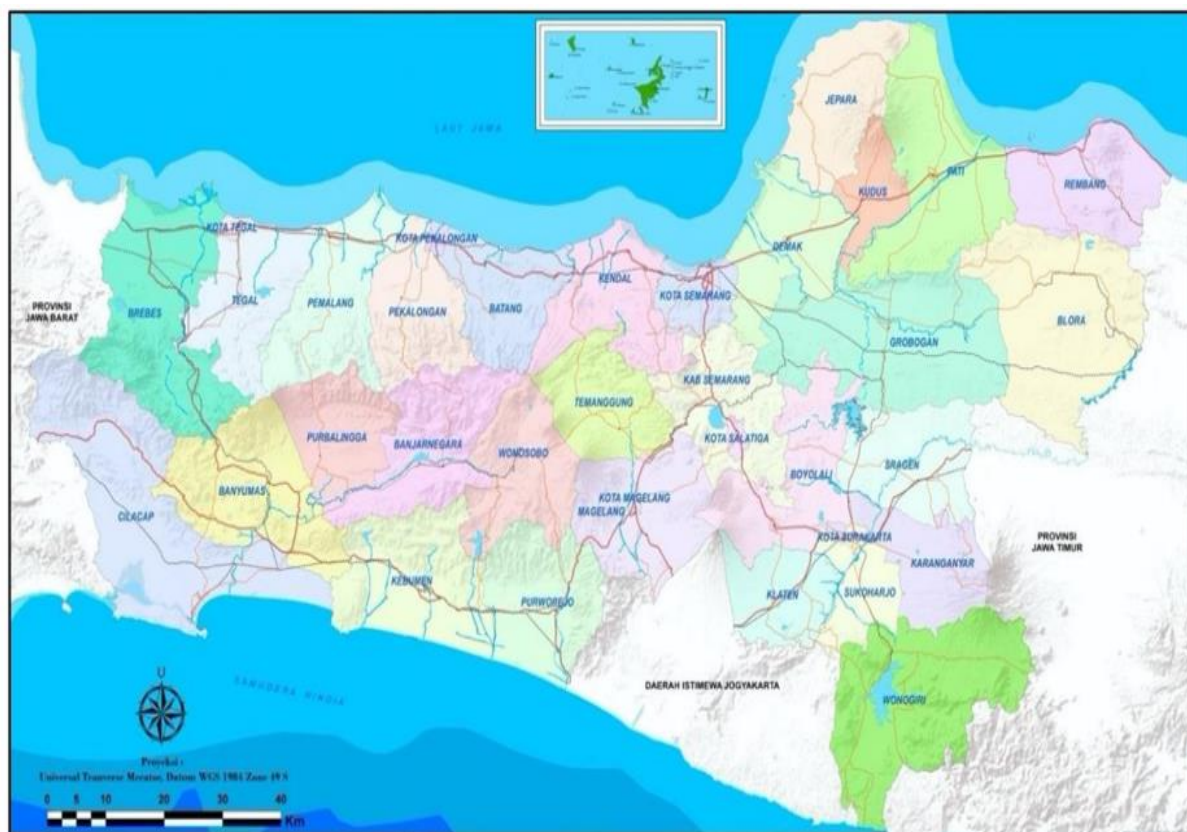 JEPARA
LAUT JAWA
KUDUS
PATI
REMBANG
KOTA TEGAL
KOTA PEKALONGAN
DEMAK
KENDAL
KOTA SEMARANG
PROVINSI
JAWA BARAT
BREBES
TEGAL
PEMALANG
PEKALONGAN
BATANG
BLORA
GROBOGAN
KAB SEMARANG
TEMANGGUNG
PURBALINGGA
BANJARNEGARA
WONOSOBO
KOTA SALATIGA
SRAGEN
BOYOLALI
BANYUMAS
KOTA MAGELANG
MAGELANG
CILACAP
KOTA SURAKARTA
PROVINSI
JAWA TIMUR
KARANGANYAR
KEBUMEN
PURWOREJO
KLATEN
SUKOHARJO
DAERAH ISTIMEWA JOGYAKARTA
SAMUDERA HINDIA
WONOGIRI
U
Proyeksi :
Universal Tranverse Mercator, Datum WGS 1984 Zone 49 S
0 5 10 20 30 40
Km